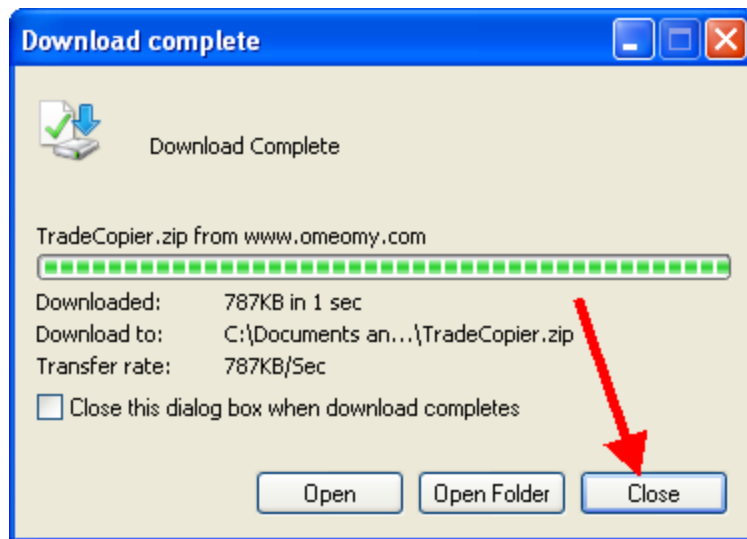 Download complete
Download Complete
TradeCopier.zip from www.omeomy.com
Downloaded: 787KB in 1 sec
Download to: C:\Documents an...\TradeCopier.zip
Transfer rate: 787KB/Sec
Close this dialog box when download completes
Open Open Folder Close